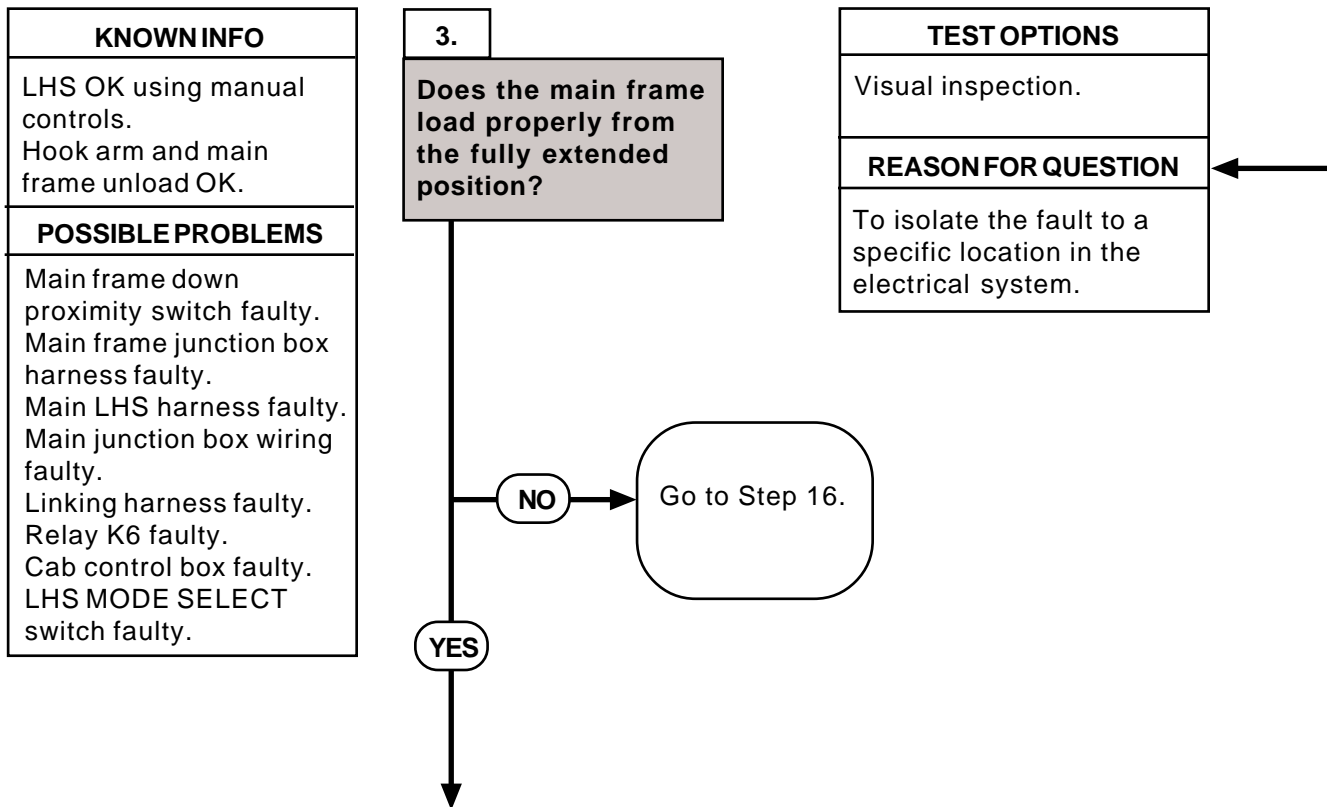 KNOWN INFO
LHS OK using manual
controls.
Hook arm and main
frame unload OK.
POSSIBLE PROBLEMS
Main frame down
proximity switch faulty.
Main frame junction box
harness faulty.
Main LHS harness faulty.
Main junction box wiring
faulty.
Linking harness faulty.
Relay K6 faulty.
Cab control box faulty.
LHS MODE SELECT
switch faulty.
3.
Does the main frame
load properly from
the fully extended
position?
NO
Go to Step 16.
YES
TEST OPTIONS
Visual inspection.
REASON FOR QUESTION
To isolate the fault to a
specific location in the
electrical system.